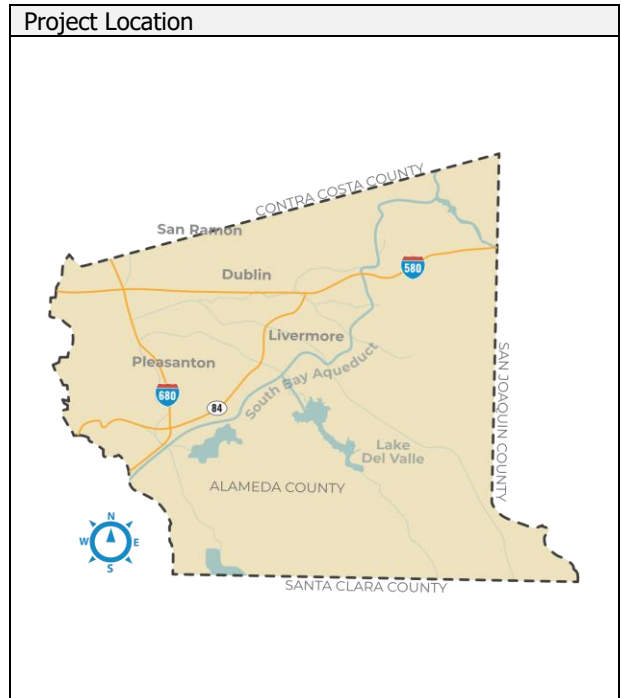 Project Location
CONTRA COSTA COUNTY
San Ramon
Dublin
580
Livermore
Pleasanton
South Bay Aqueduct
SAN JOAQUIN COUNTY
680
84
Lake
Del Valle
ALAMEDA COUNTY
N
W E
S
SANTA CLARA COUNTY